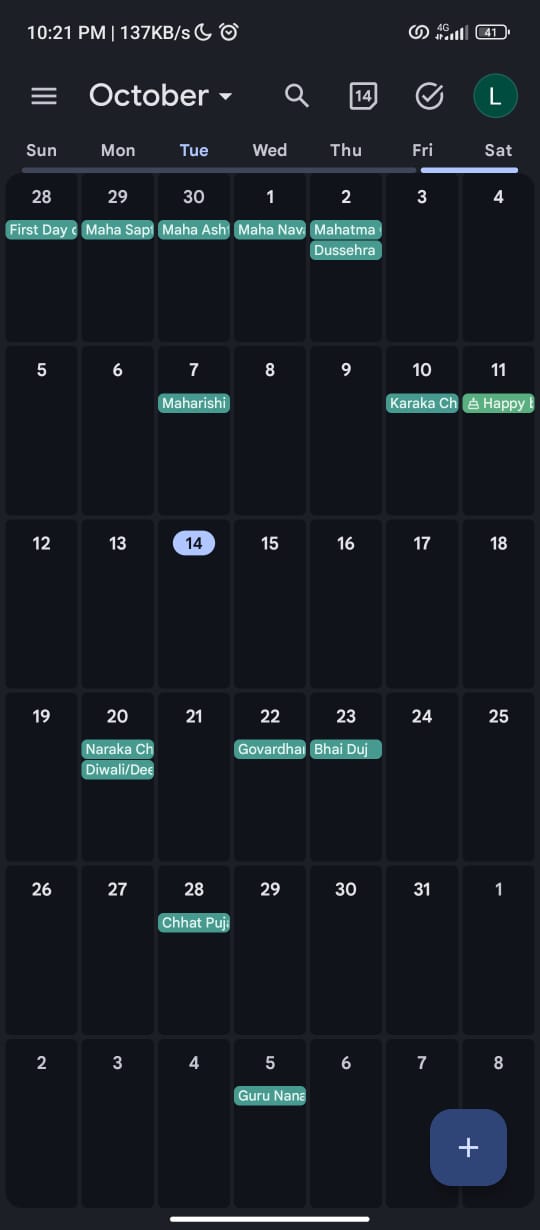 10:21 PM | 137KB/s 4G 41
October 14 L
Sun Mon Tue Wed Thu Fri Sat
28 29 30 1 2 3 4
First Day Maha Sap Maha Ash Maha Nav Mahatma
Dussehra
5 6 7 8 9 10 11
Maharishi Karaka Ch Happy
12 13 14 15 16 17 18
19 20 21 22 23 24 25
Naraka Ch Govardha Bhai Duj
Diwali/Dee
26 27 28 29 30 31 1
Chhat Puj
2 3 4 5 6 7 8
Guru Nana
+